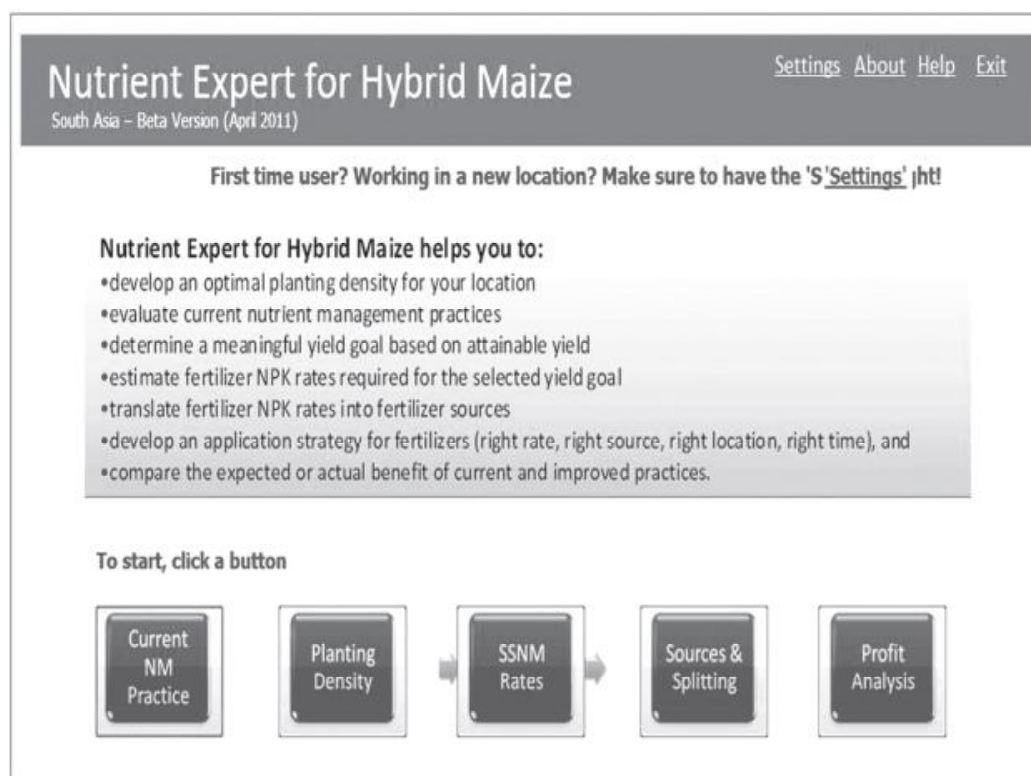 Nutrient Expert for Hybrid Maize
Settings About Help Exit
South Asia – Beta Version (April 2011)
First time user? Working in a new location? Make sure to have the 'S 'Settings' ht!
Nutrient Expert for Hybrid Maize helps you to:
•develop an optimal planting density for your location
•evaluate current nutrient management practices
•determine a meaningful yield goal based on attainable yield
•estimate fertilizer NPK rates required for the selected yield goal
•translate fertilizer NPK rates into fertilizer sources
•develop an application strategy for fertilizers (right rate, right source, right location, right time), and
•compare the expected or actual benefit of current and improved practices.
To start, click a button
Current
NM
Practice
Planting
Density
SSNM
Rates
Sources &
Splitting
Profit
Analysis